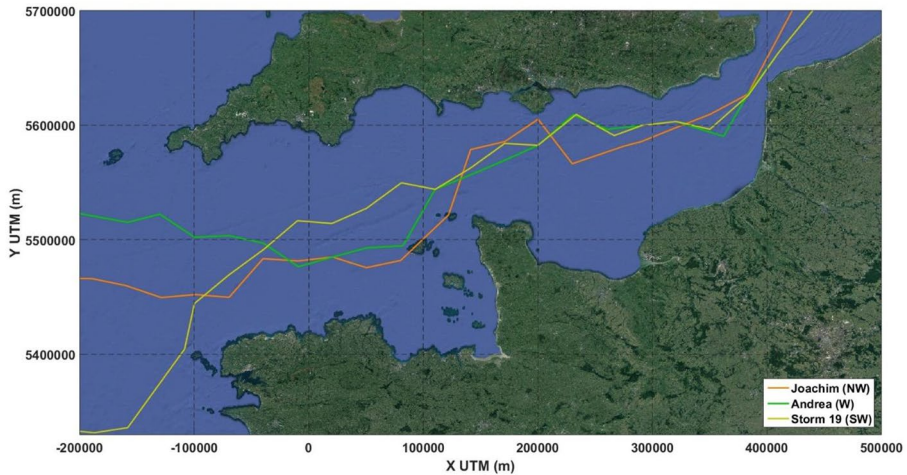 5700000
5600000
5500000
5400000
Y UTM (m)
-200000 -100000 0 100000 200000 300000 400000 500000
X UTM (m)
Joachim (NW)
Andrea (W)
Storm 19 (SW)